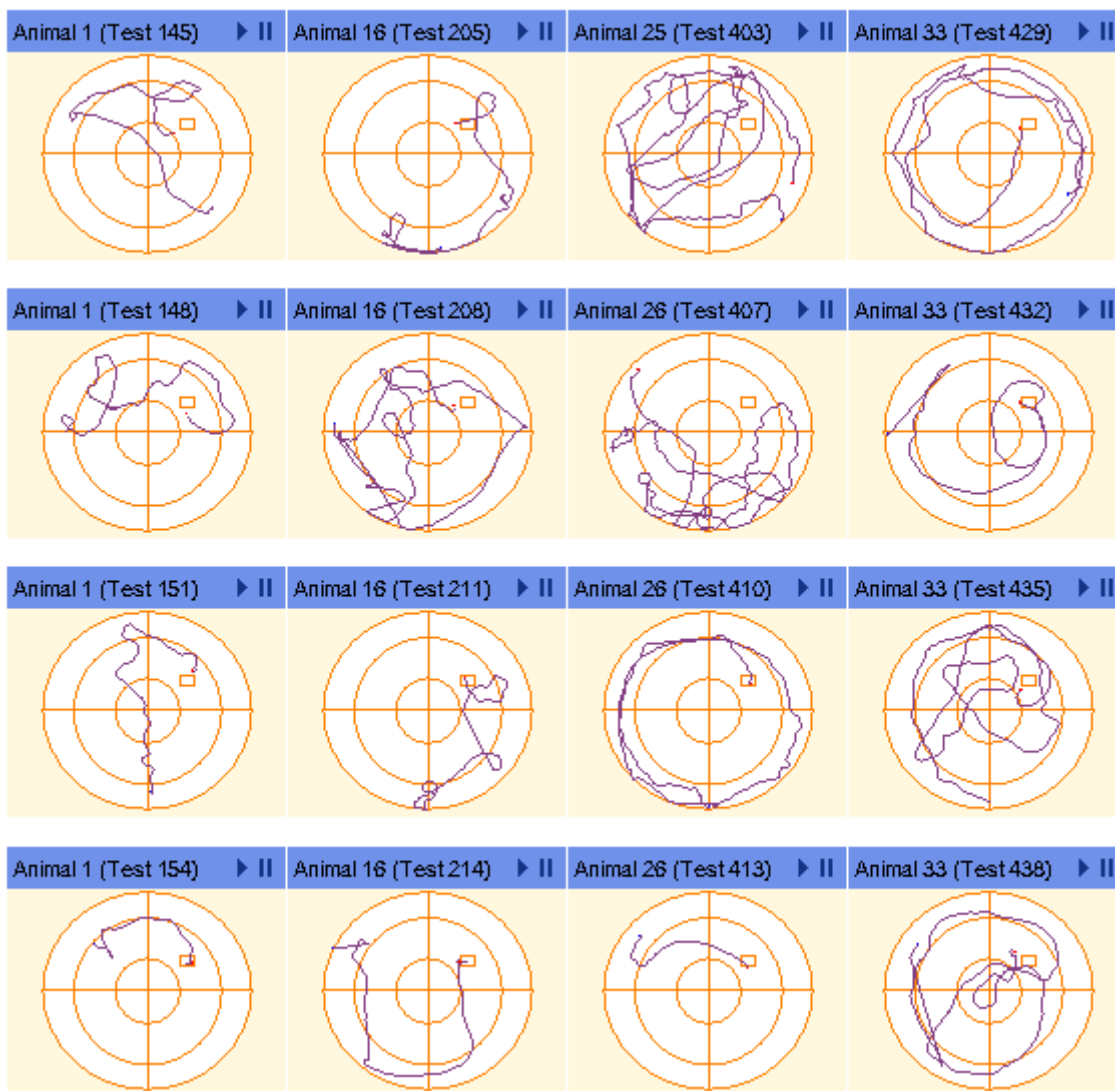 Animal 1 (Test 145) Animal 16 (Test 205) Animal 25 (Test 403) Animal 33 (Test 429)
Animal 1 (Test 148) Animal 16 (Test 208) Animal 26 (Test 407) Animal 33 (Test 432)
Animal 1 (Test 151) Animal 16 (Test 211) Animal 26 (Test 410) Animal 33 (Test 435)
Animal 1 (Test 154) Animal 16 (Test 214) Animal 26 (Test 413) Animal 33 (Test 438)